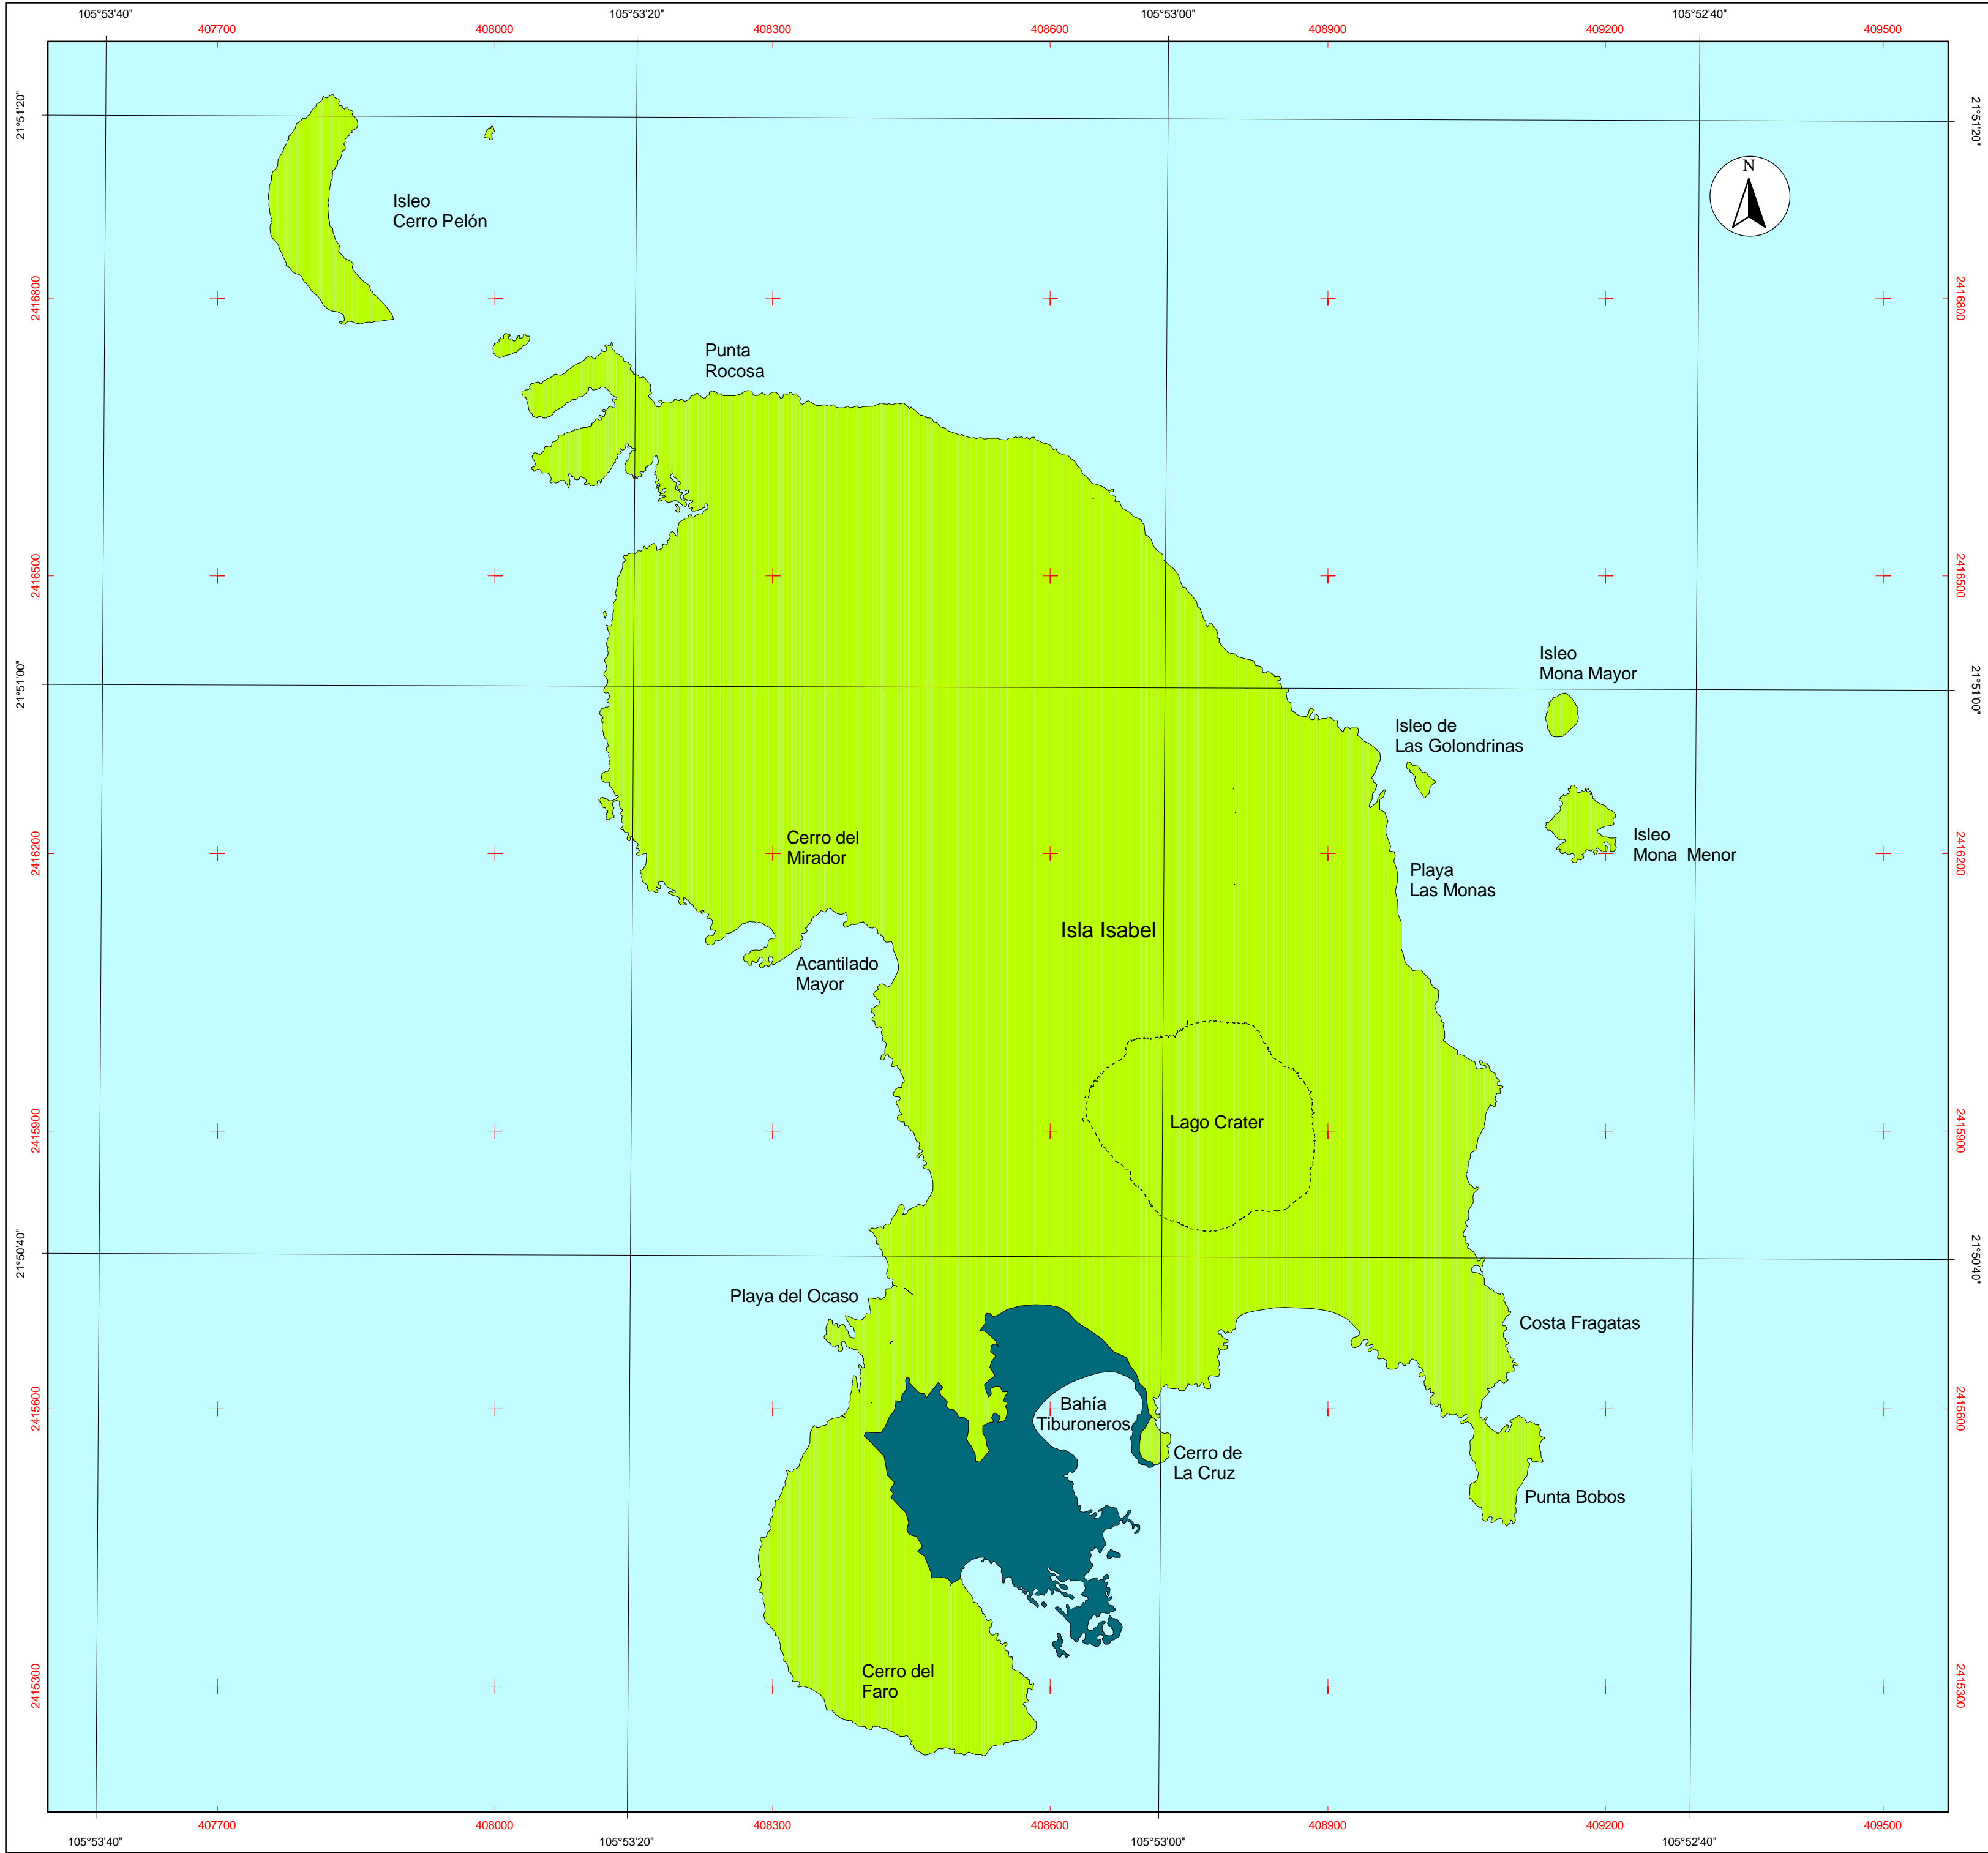 105°53'40" 105°53'20" 105°53'00" 105°52'40"
407700 408000 408300 408600 408900 409200 409500
21°51'20" 21°51'20"
N
Isleo
Cerro Pelón
2416800 2416800
Punta
Rocosa
2416500 2416500
Isleo
Mona Mayor
21°51'00" 21°51'00"
Isleo de
Las Golondrinas
Cerro del
Mirador
Isleo
Mona Menor
2416200 2416200
Playa
Las Monas
Isla Isabel
Acantilado
Mayor
Lago Crater
2415900 2415900
21°50'40" 21°50'40"
Playa del Ocaso
Costa Fragatas
Bahía
Tiburoneros
2415600 2415600
Cerro de
La Cruz
Punta Bobos
Cerro del
Faro
2415300 2415300
407700 408000 408300 408600 408900 409200 409500
105°53'40" 105°53'20" 105°53'00" 105°52'40"